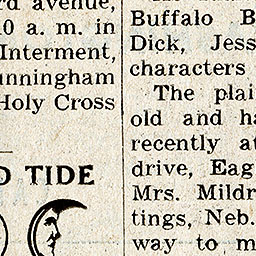 rd avenue,
0 a. m. in
Interment,
unningham
Holy Cross
D TIDE
Buffalo B
Dick, Jess
characters
The plai
old and ha
recently at
drive, Eag
Mrs. Mildr
tings, Neb.
way to m